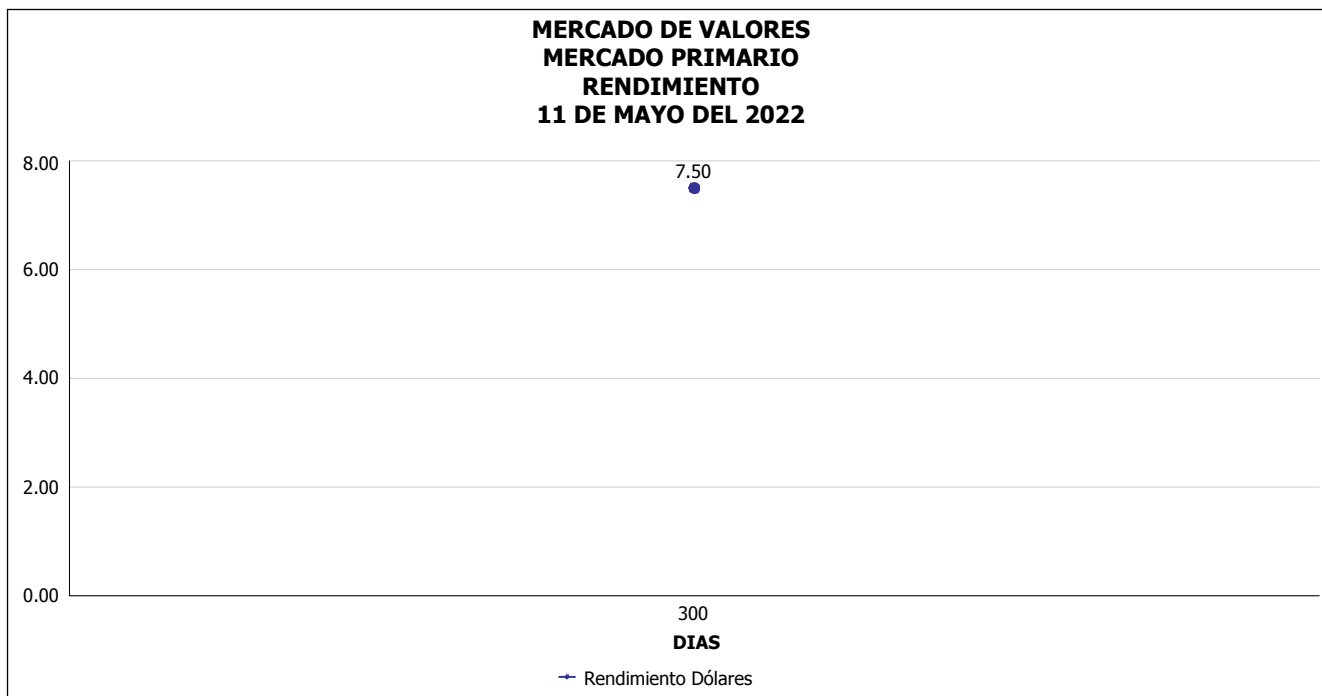 MERCADO DE VALORES
MERCADO PRIMARIO
RENDIMIENTO
11 DE MAYO DEL 2022
8.00
7.50
6.00
4.00
2.00
0.00
300
DIAS
Rendimiento Dólares